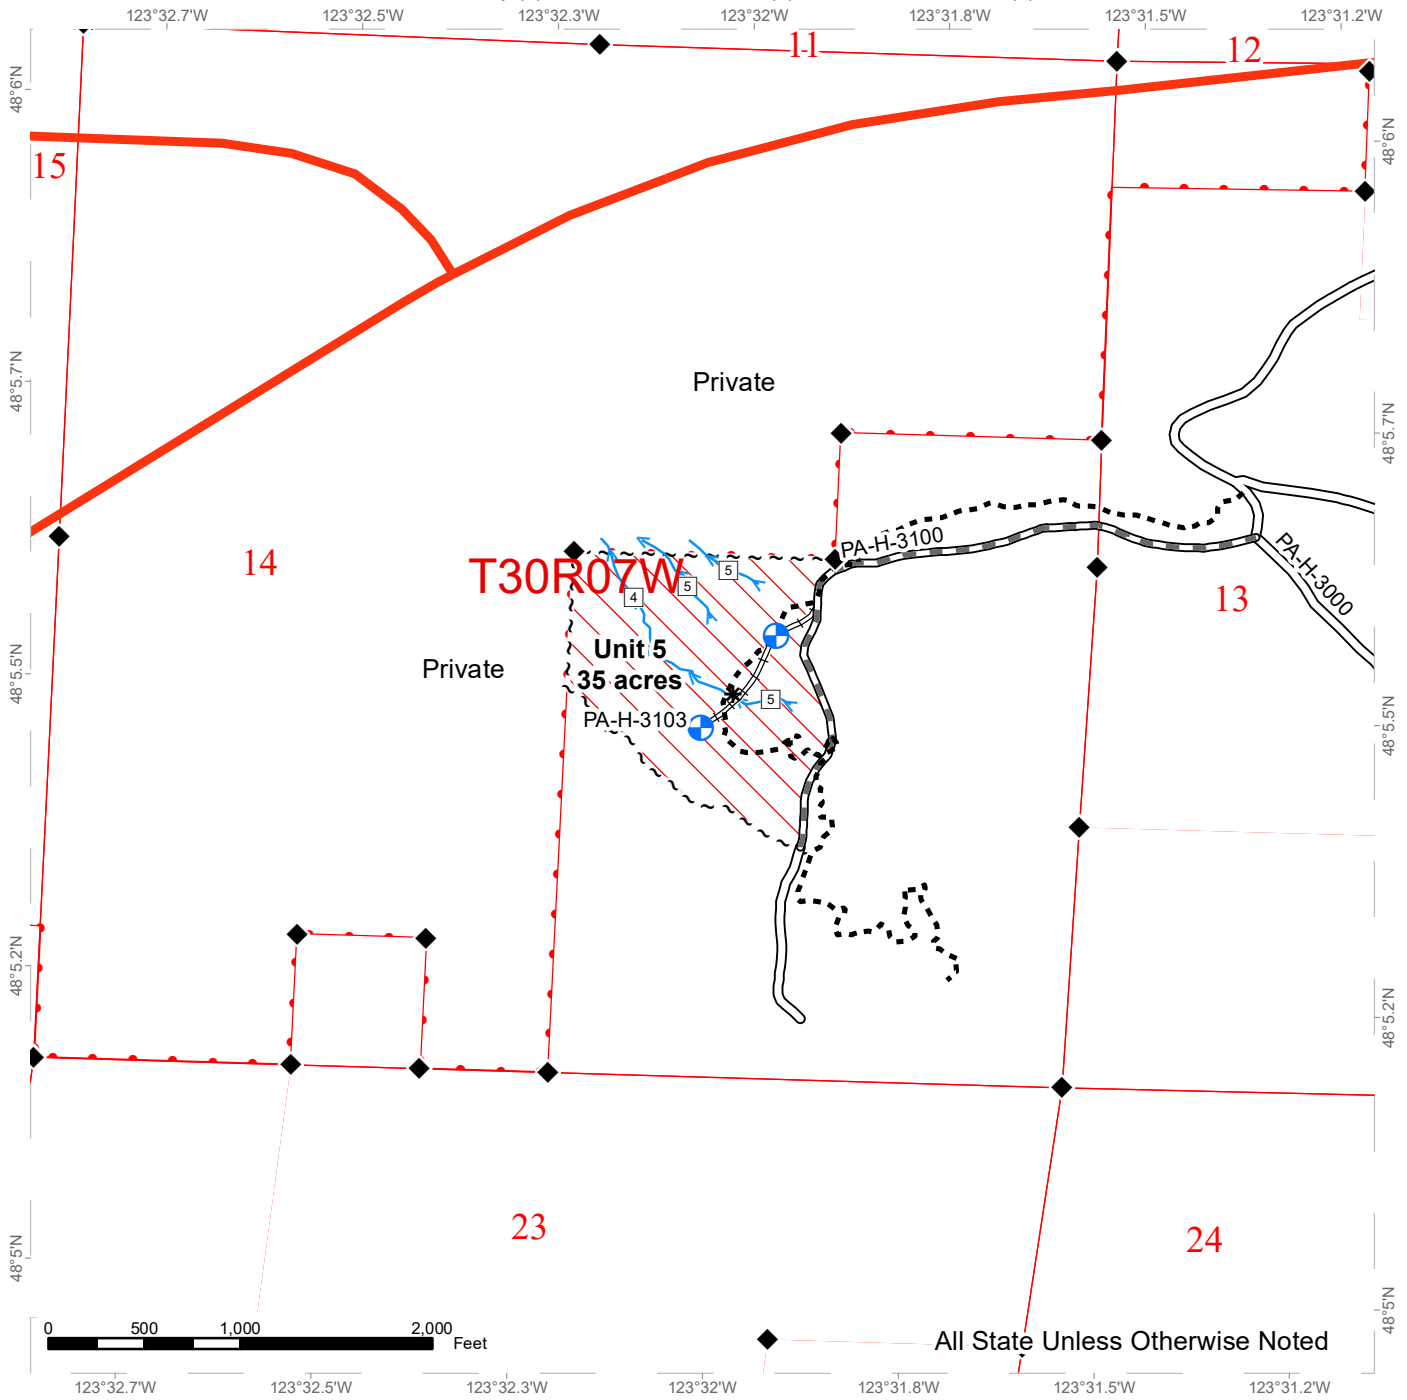 123°32.7'W 123°32.5'W 123°32.3'W 123°32'W 123°31.8'W 123°31.5'W 123°31.2'W
11
12
48°6'N
48°6'N
15
Private
48°5.7'N
48°5.7'N
PA-H-3100
PA-H-3000
14
T30R07W
5
5
4
13
Unit 5
35 acres
Private
48°5.5'N
48°5.5'N
5
PA-H-3103
48°5.2'N
48°5.2'N
23
24
48°5'N
48°5'N
0 500 1,000 2,000
Feet
All State Unless Otherwise Noted
123°32.7'W 123°32.5'W 123°32.3'W 123°32'W 123°31.8'W 123°31.5'W 123°31.2'W